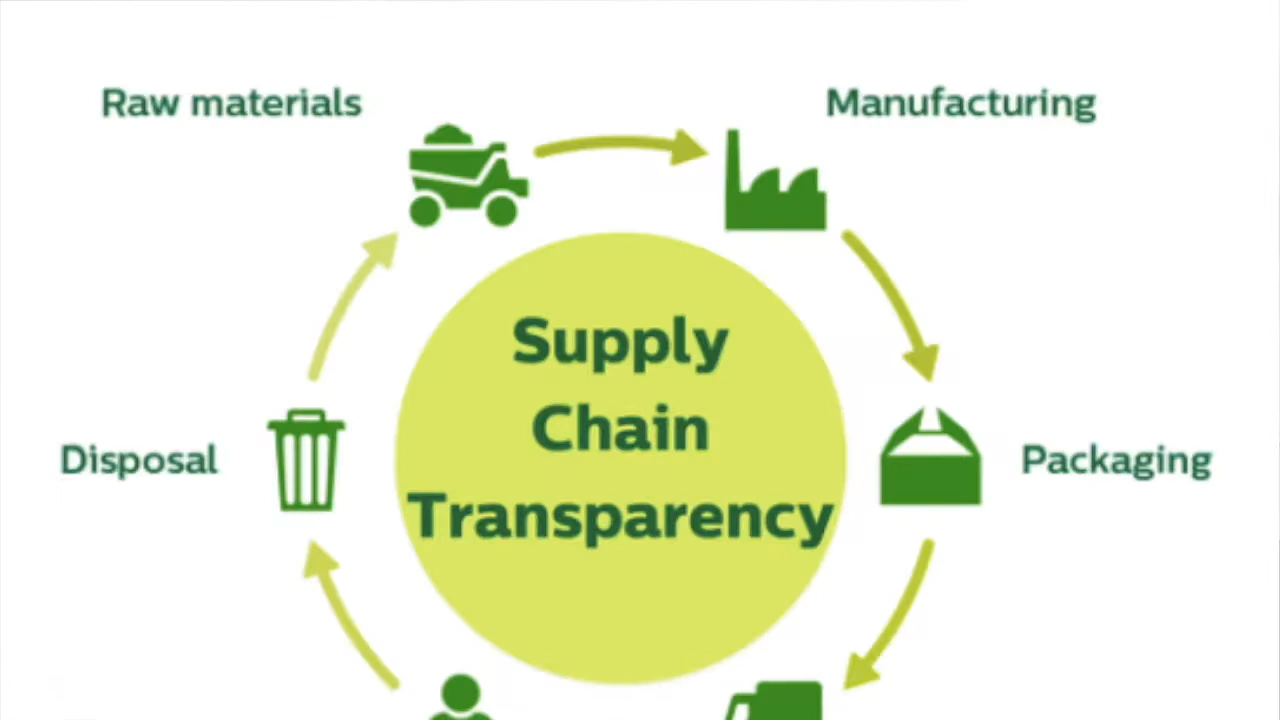 Raw materials
Manufacturing
Supply
Chain
Transparency
Disposal
Packaging